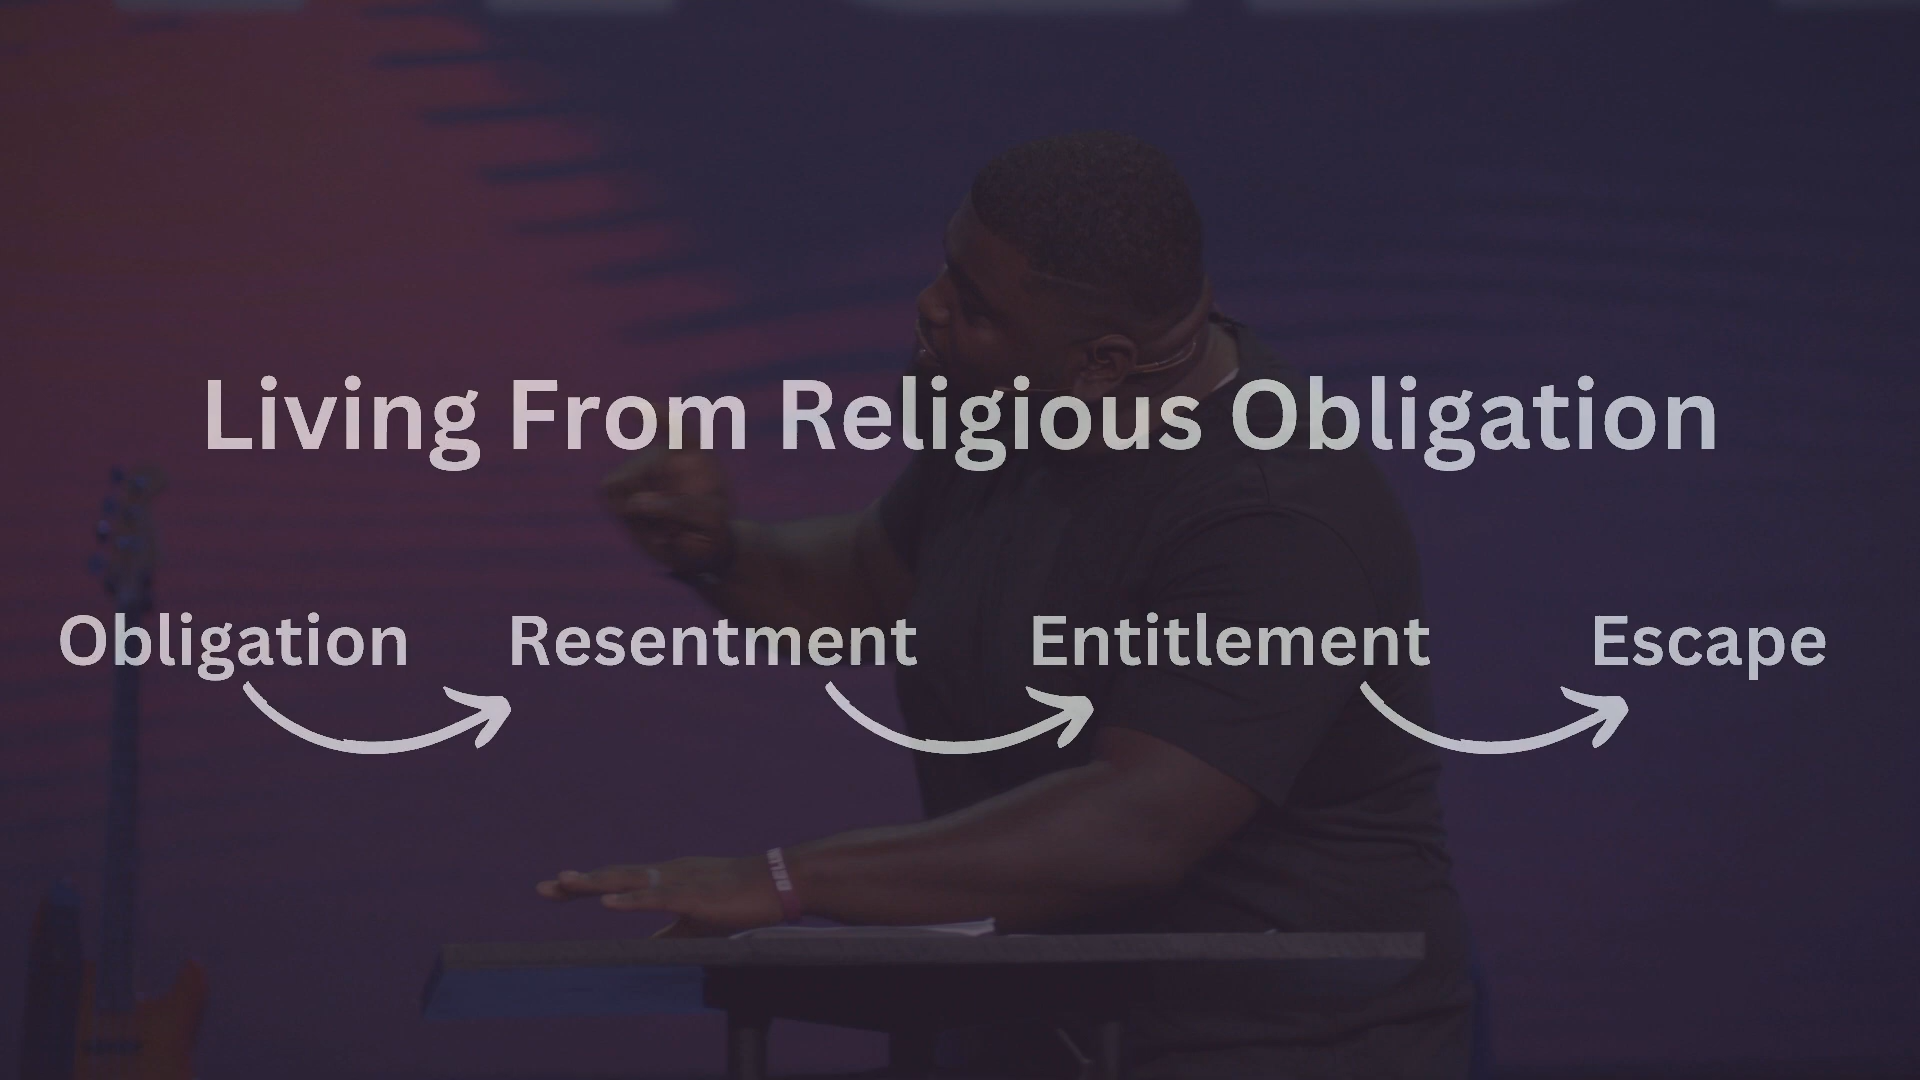 Living From Religious Obligation
Obligation Resentment Entitlement Escape